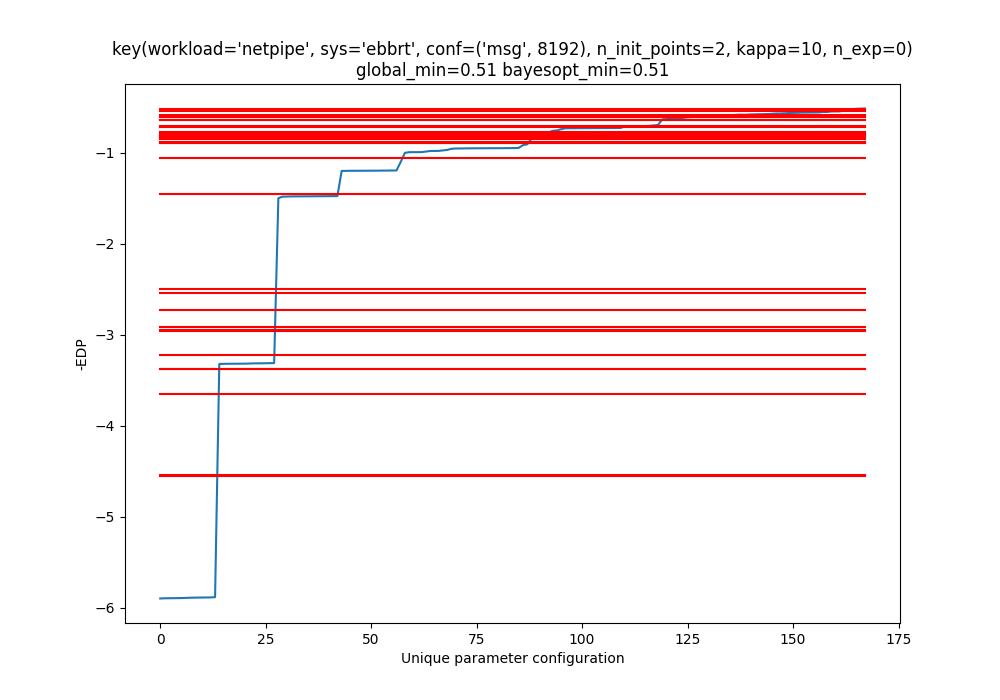 key(workload='netpipe', sys='ebbrt', conf=('msg', 8192), n_init_points=2, kappa=10, n_exp=0)
global_min=0.51 bayesopt_min=0.51
−1
−2
−3
−4
−5
−6
-EDP
0 25 50 75 100 125 150 175
Unique parameter configuration